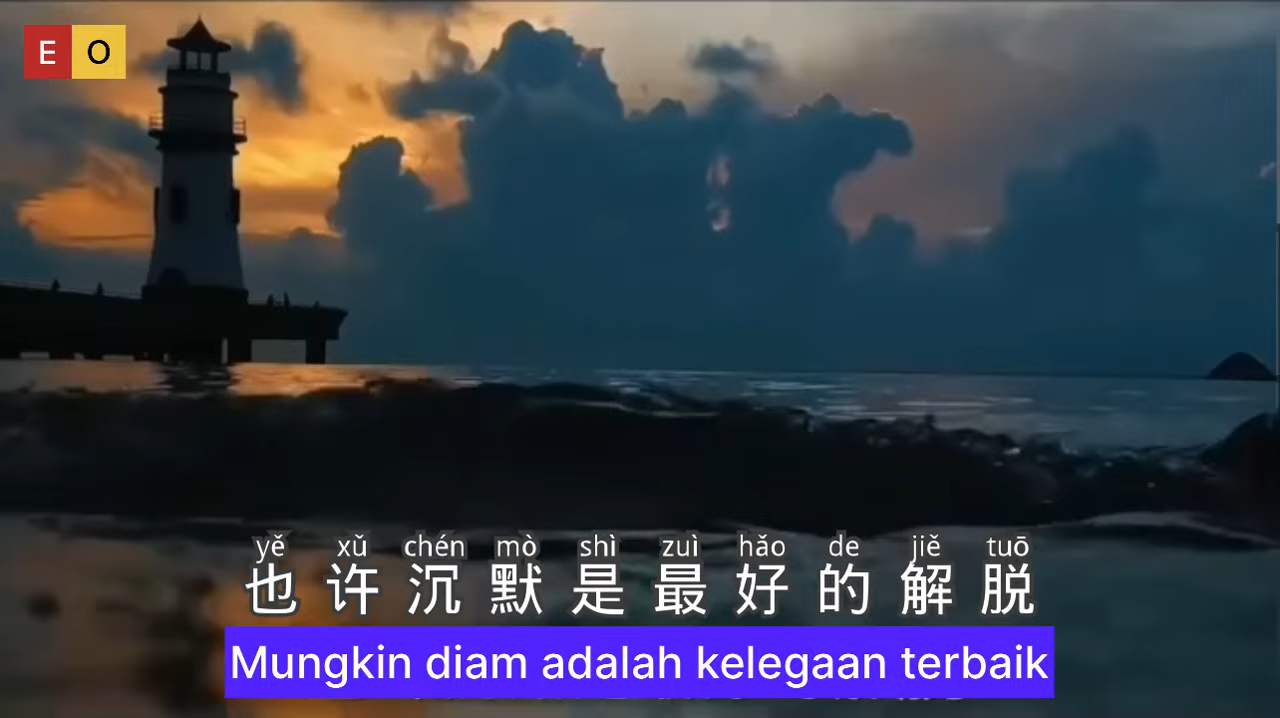 E O
yě xǔ chén mò shì zuì hǎo de jiě tuō
也许沉默是最好的解脱
Mungkin diam adalah kelegaan terbaik